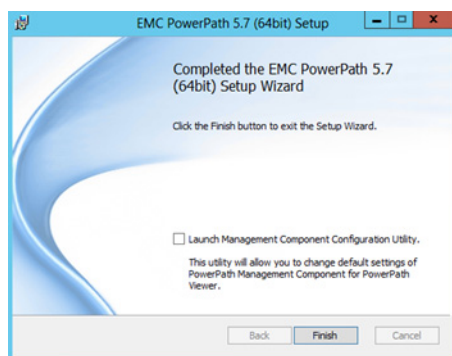 EMC PowerPath 5.7 (64bit) Setup
Completed the EMC PowerPath 5.7
(64bit) Setup Wizard
Click the Finish button to exit the Setup Wizard.
Launch Management Component Configuration Utility.
This utility will allow you to change default settings of
PowerPath Management Component for PowerPath
Viewer.
Back Finish Cancel